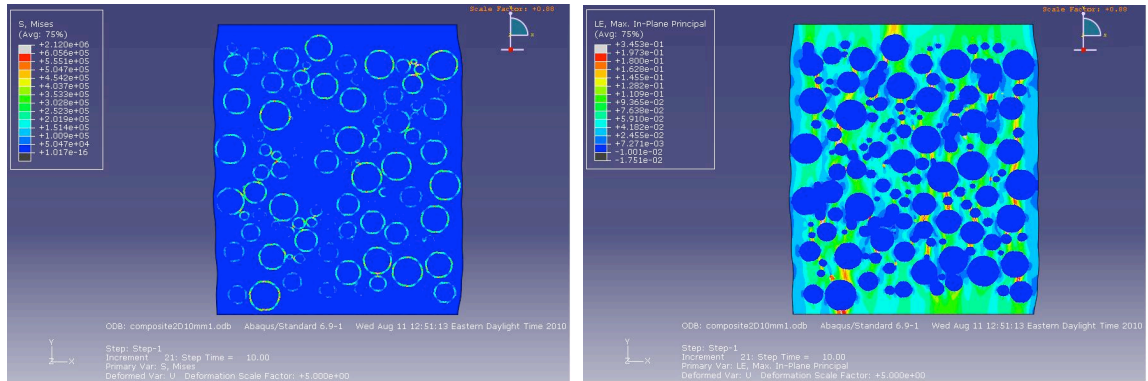 Scale Factor: +0.88
S, Mises
(Avg: 75%)
+2.120e+06
+6.056e+05
+5.551e+05
+5.047e+05
+4.542e+05
+4.037e+05
+3.533e+05
+3.028e+05
+2.523e+05
+2.019e+05
+1.514e+05
+1.009e+05
+5.047e+04
+1.017e-16
ODB: composite2D10mm1.odb Abaqus/Standard 6.9-1 Wed Aug 11 12:51:13 Eastern Daylight Time 2010
Y
Z X
Step: Step-1
Increment 21: Step Time = 10.00
Primary Var: S, Mises
Deformed Var: U Deformation Scale Factor: +5.000e+00
Scale Factor: +0.88
LE, Max. In-Plane Principal
(Avg: 75%)
+3.453e-01
+1.973e-01
+1.800e-01
+1.628e-01
+1.455e-01
+1.282e-01
+1.109e-01
+9.365e-02
+7.638e-02
+5.910e-02
+4.182e-02
+2.455e-02
+7.271e-03
-1.001e-02
-1.751e-02
ODB: composite2D10mm1.odb Abaqus/Standard 6.9-1 Wed Aug 11 12:51:13 Eastern Daylight Time 2010
Y
Z X
Step: Step-1
Increment 21: Step Time = 10.00
Primary Var: LE, Max. In-Plane Principal
Deformed Var: U Deformation Scale Factor: +5.000e+00